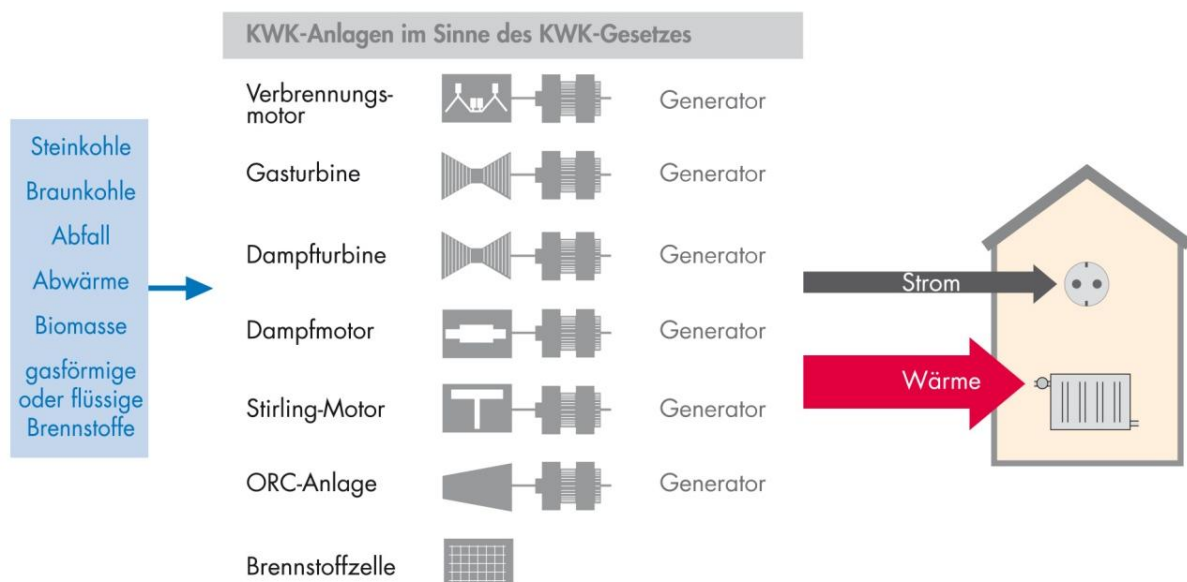 KWK-Anlagen im Sinne des KWK-Gesetzes
Steinkohle
Braunkohle
Abfall
Abwärme
Biomasse
gasförmige
oder flüssige
Brennstoffe
Verbrennungs-
motor
Generator
Gasturbine
Generator
Dampfturbine
Generator
Dampfmotor
Generator
Stirling-Motor
Generator
ORC-Anlage
Generator
Brennstoffzelle
Strom
Wärme